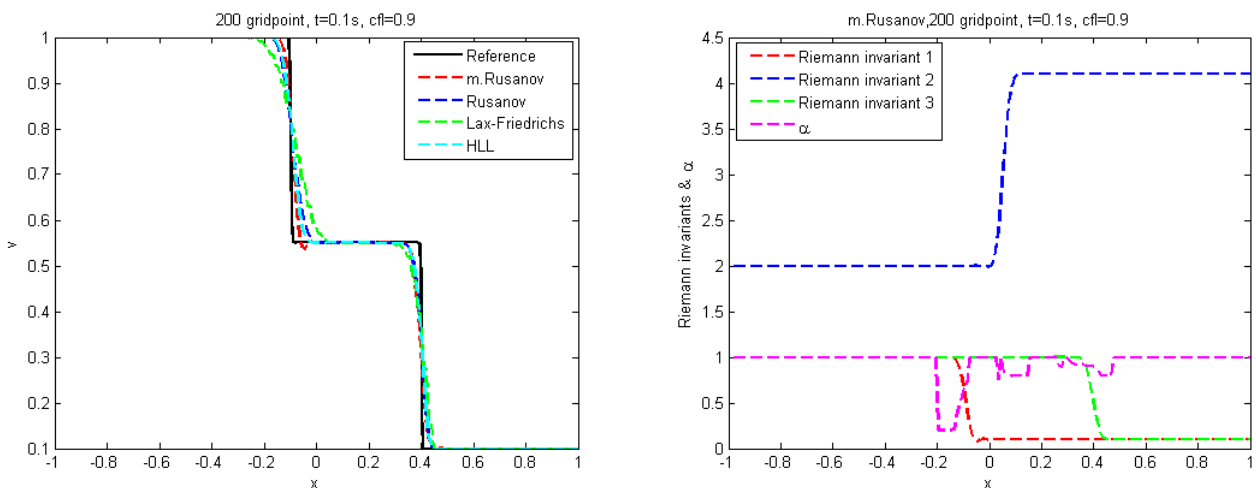 200 gridpoint, t=0.1s, cfl=0.9
Reference
m.Rusanov
Rusanov
Lax-Friedrichs
HLL
1
0.9
0.8
0.7
0.6
0.5
0.4
0.3
0.2
0.1
v
-1
-0.8
-0.6
-0.4
-0.2
0
0.2
0.4
0.6
0.8
1
x
m.Rusanov,200 gridpoint, t=0.1s, cfl=0.9
Riemann invariant 1
Riemann invariant 2
Riemann invariant 3
α
4.5
4
3.5
3
2.5
2
1.5
1
0.5
0
Riemann invariants & α
-1
-0.8
-0.6
-0.4
-0.2
0
0.2
0.4
0.6
0.8
1
x